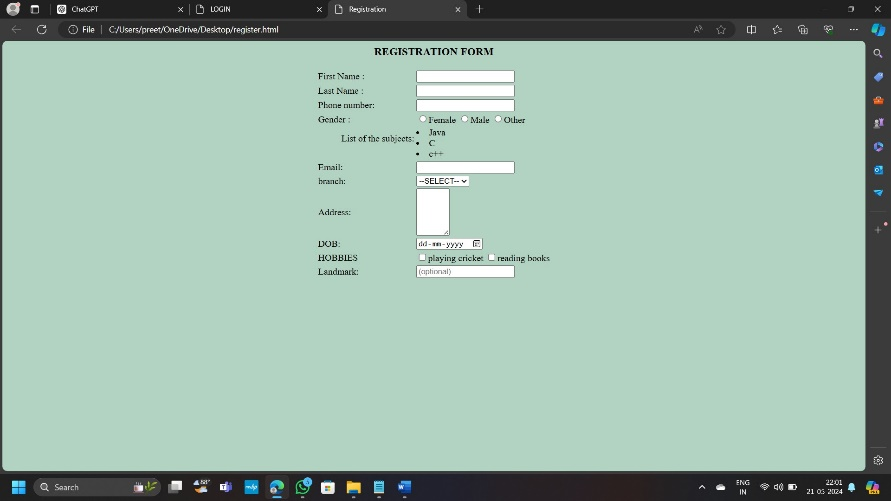 ChatGPT
LOGIN
Registration
File
C:/Users/preet/OneDrive/Desktop/register.html
REGISTRATION FORM
First Name :
Last Name :
Phone number:
Gender : Female Male Other
List of the subjects:
Java
C
c++
Email:
branch: --SELECT--
Address:
DOB: dd-mm-yyyy
HOBBIES playing cricket reading books
Landmark: (optional)
Search
88°
ENG
IN
22:01
21-05-2024